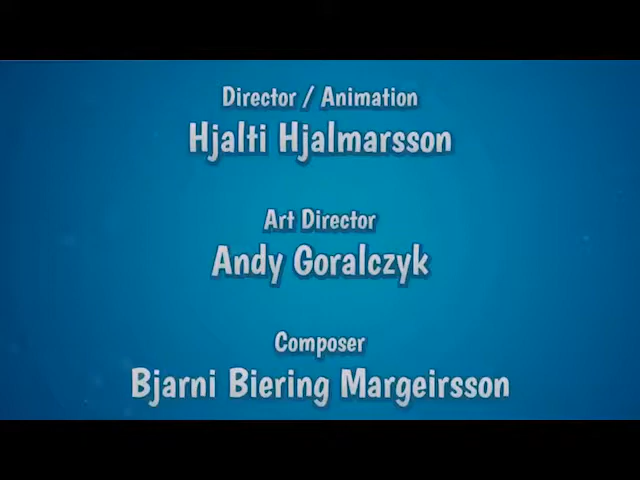 Director / Animation
Hjalti Hjalmarsson
Art Director
Andy Goralczyk
Composer
Bjarni Biering Margeirsson